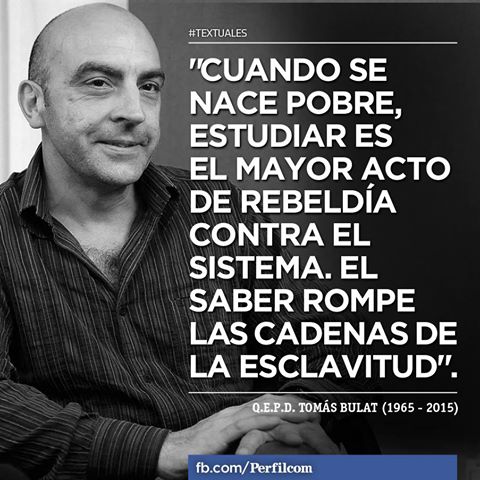 #TEXTUALES
"CUANDO SE
NACE POBRE,
ESTUDIAR ES
EL MAYOR ACTO
DE REBELDÍA
CONTRA EL
SISTEMA. EL
SABER ROMPE
LAS CADENAS DE
LA ESCLAVITUD".
Q.E.P.D. TOMÁS BULAT (1965 - 2015)
fb.com/Perfilcom